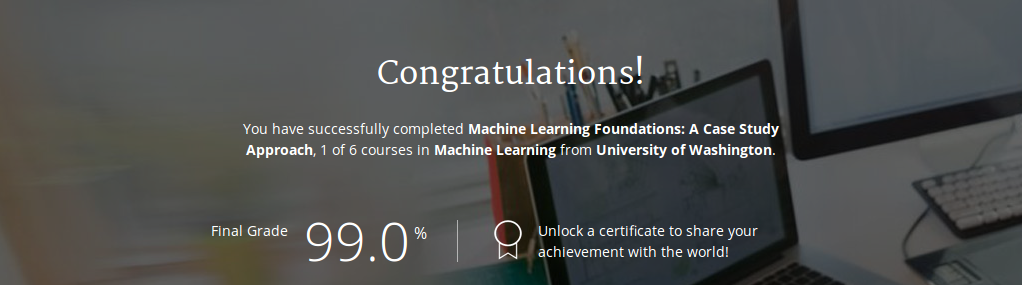 Congratulations!
You have successfully completed Machine Learning Foundations: A Case Study
Approach, 1 of 6 courses in Machine Learning from University of Washington.
Final Grade 99.0 %
Unlock a certificate to share your
achievement with the world!